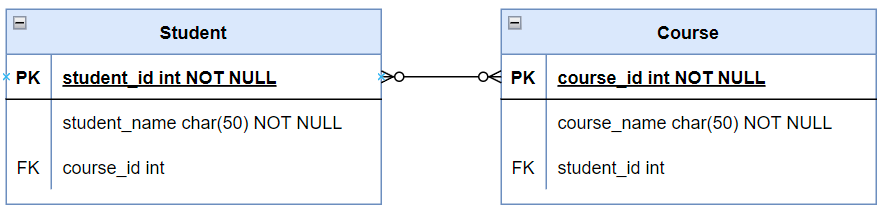 Student
PK student_id int NOT NULL
student_name char(50) NOT NULL
FK course_id int
Course
PK course_id int NOT NULL
course_name char(50) NOT NULL
FK student_id int